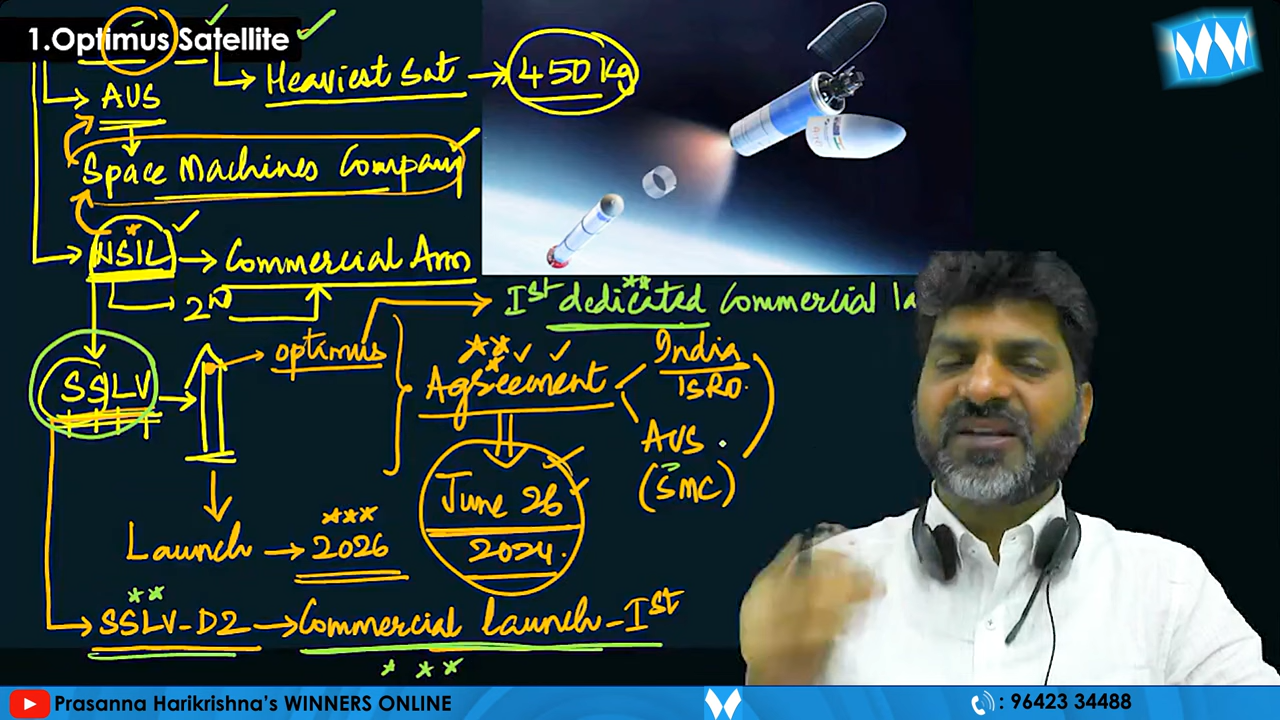 1.Optimus Satellite
Heaviest Sat → 450 Kg
AUS
Space Machines Company
NSIL → Commercial Arm
2ND
Ist dedicated Commercial la
optimus
SSLV →
Agreement
India
ISRO.
AUS.
(SMC)
June 26
2024.
Launch → 2026
SSLV-D2 → Commercial launch-Ist
WW
Prasanna Harikrishna's WINNERS ONLINE
W
: 96423 34488